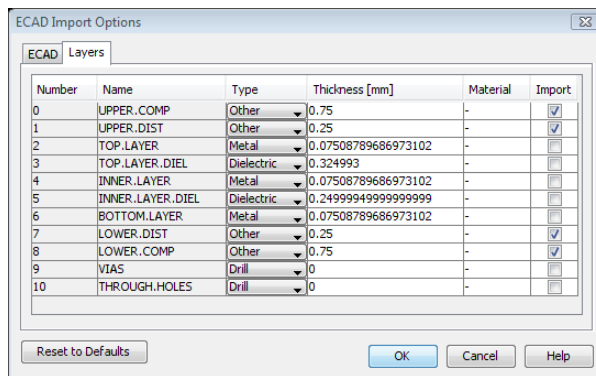 ECAD Import Options
ECAD Layers
Number Name Type Thickness [mm] Material Import
0 UPPER.COMP Other 0.75 -
1 UPPER.DIST Other 0.25 -
2 TOP.LAYER Metal 0.07508789686973102 -
3 TOP.LAYER.DIEL Dielectric 0.324993 -
4 INNER.LAYER Metal 0.07508789686973102 -
5 INNER.LAYER.DIEL Dielectric 0.24999949999999999 -
6 BOTTOM.LAYER Metal 0.07508789686973102 -
7 LOWER.DIST Other 0.25 -
8 LOWER.COMP Other 0.75 -
9 VIAS Drill 0 -
10 THROUGH.HOLES Drill 0 -
Reset to Defaults OK Cancel Help